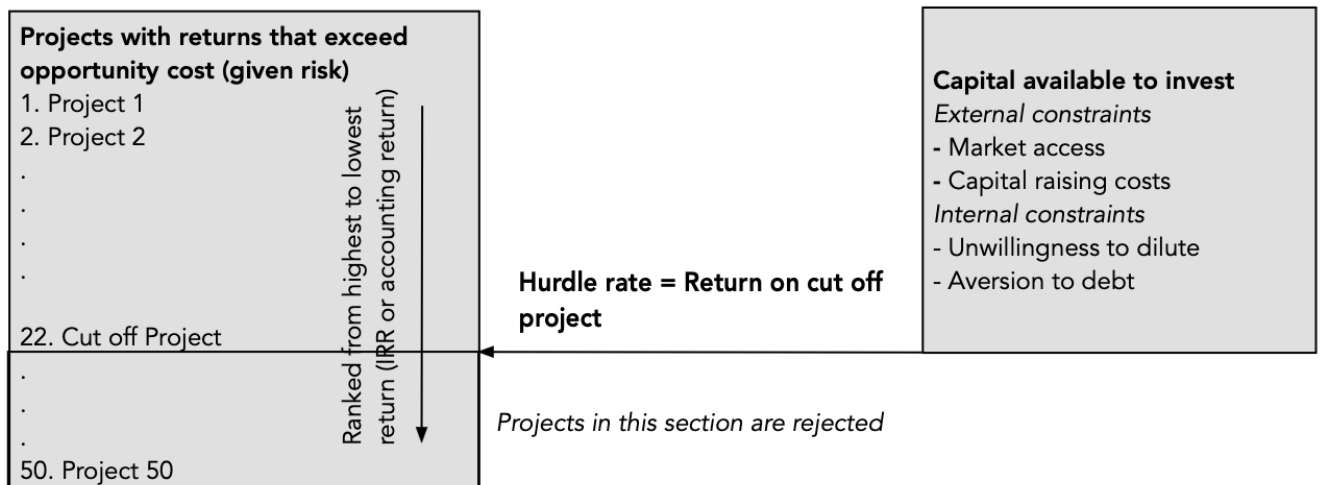 Projects with returns that exceed
opportunity cost (given risk)
1. Project 1
2. Project 2
.
.
.
.
22. Cut off Project
.
.
.
50. Project 50
Ranked from highest to lowest
return (IRR or accounting return)
Hurdle rate = Return on cut off
project
Projects in this section are rejected
Capital available to invest
External constraints
- Market access
- Capital raising costs
Internal constraints
- Unwillingness to dilute
- Aversion to debt